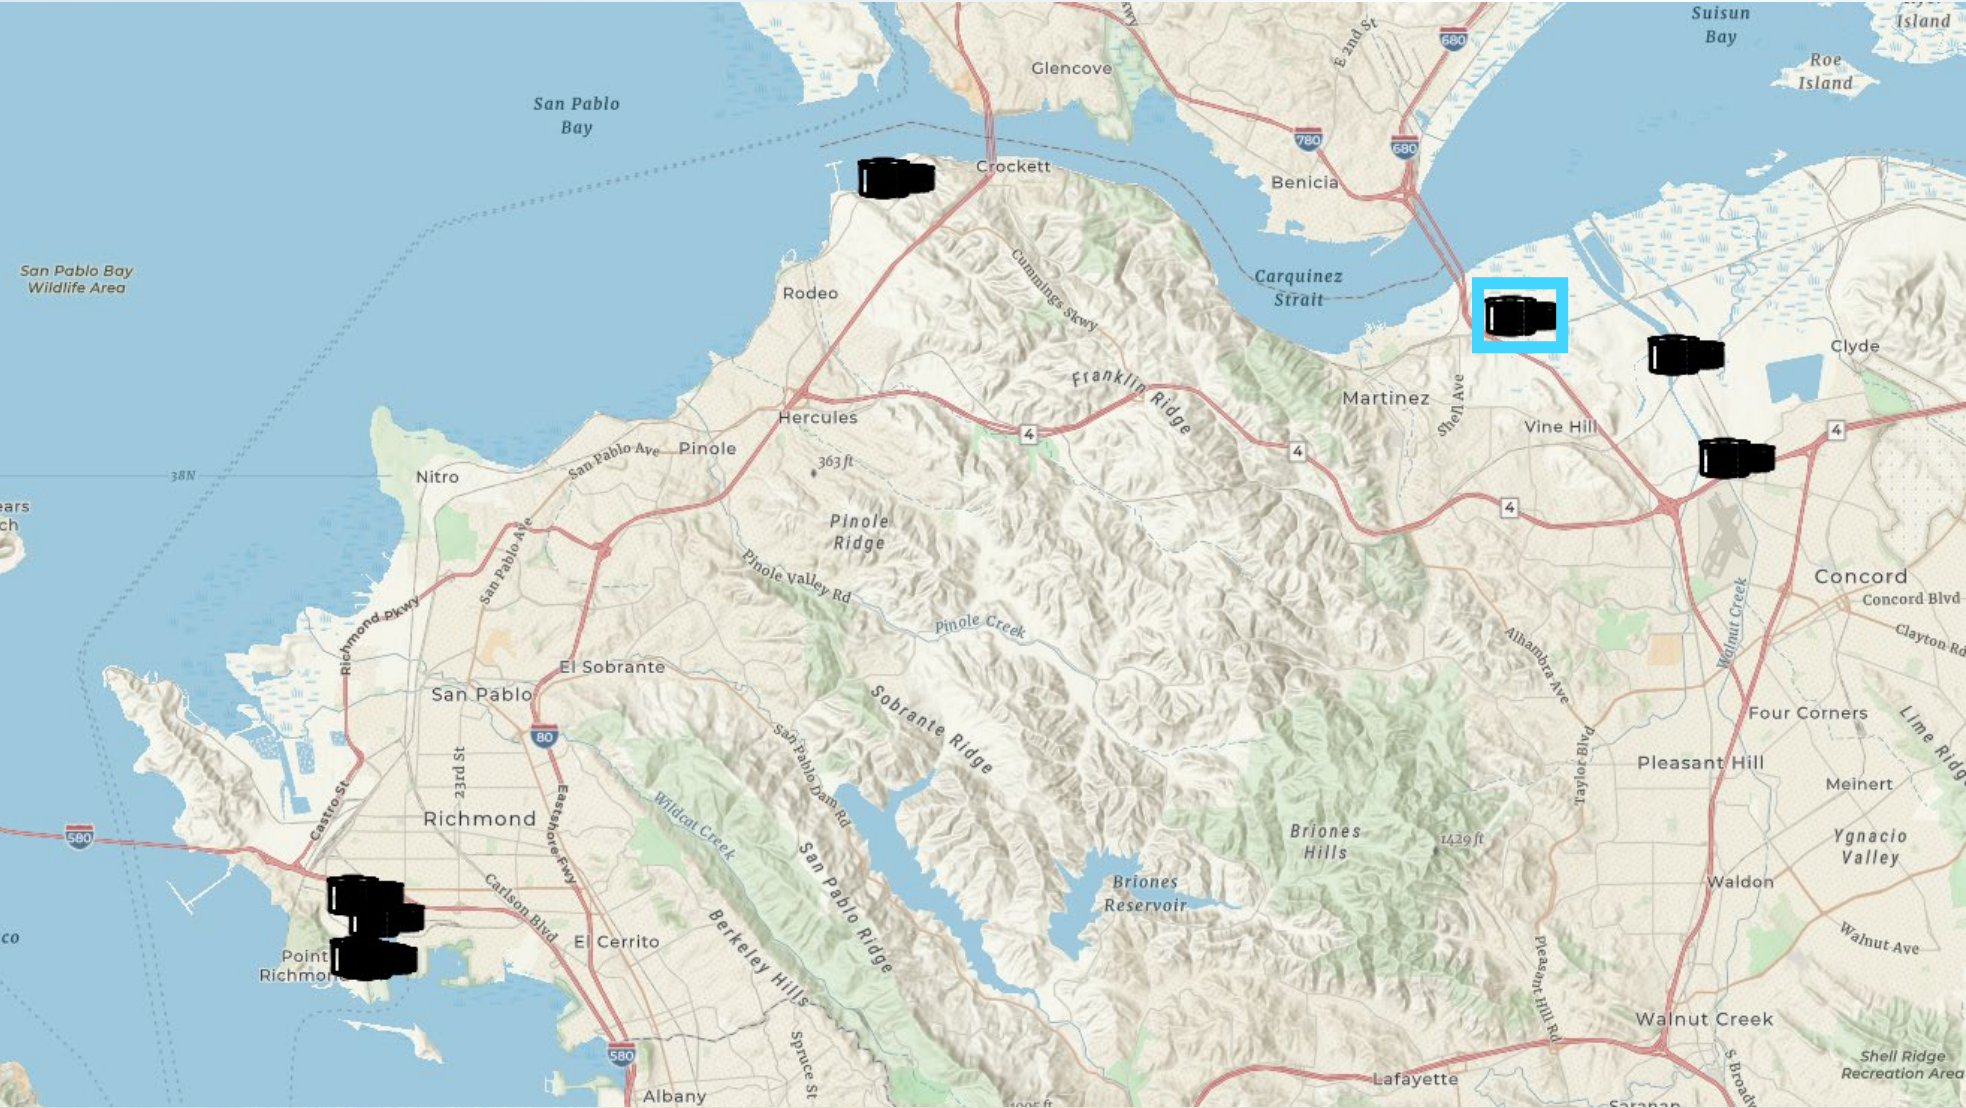 Suisun
Bay
Island
680
E 2nd St
Glencove
Roe
Island
San Pablo
Bay
780
680
Crockett
Benicia
San Pablo Bay
Wildlife Area
Cummings Skwy
Carquinez
Strait
Rodeo
Clyde
Franklin Ridge
Martinez
Shell Ave
Hercules
4
4
4
Vine Hill
San Pablo Ave
Pinole
363 ft
38N
Nitro
4
Pinole
Ridge
San Pablo Ave
Pinole Valley Rd
Concord
Concord Blvd
Richmond Pkwy
Pinole Creek
Walnut Creek
Clayton Rd
Alhambra Ave
El Sobrante
San Pablo
Sobrante Ridge
Four Corners
Lime Ridge
80
San Pablo Dam Rd
23rd St
Taylor Blvd
Pleasant Hill
Meinert
Castro St
Richmond
Eastshore Fwy
Wildcat Creek
580
Briones
Hills
1429 ft
Ygnacio
Valley
San Pablo Ridge
Briones
Reservoir
Waldon
Carlson Blvd
El Cerrito
Berkeley Hills
Walnut Ave
co
Point
Pleasant Hill Rd
Walnut Creek
580
Spruce St
Shell Ridge
Recreation Area
Lafayette
Albany